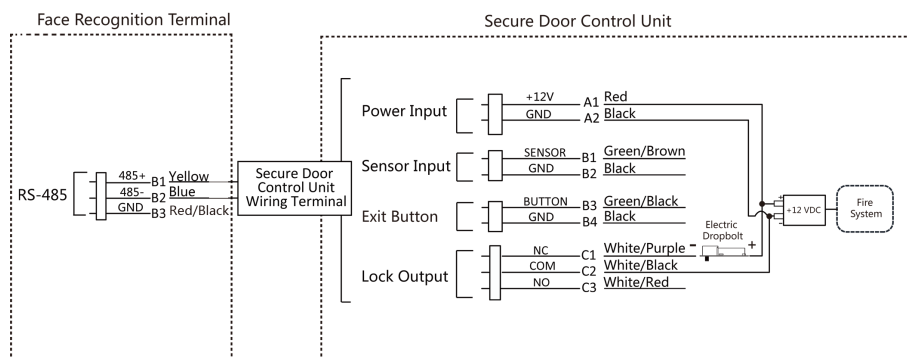 Face Recognition Terminal
Secure Door Control Unit
RS-485
485+ B1 Yellow
485- B2 Blue
GND B3 Red/Black
Secure Door
Control Unit
Wiring Terminal
Power Input
+12V A1 Red
GND A2 Black
Sensor Input
SENSOR B1 Green/Brown
GND B2 Black
Exit Button
BUTTON B3 Green/Black
GND B4 Black
Lock Output
NC C1 White/Purple
COM C2 White/Black
NO C3 White/Red
Electric
Dropbolt
- +
+
+12 VDC
-
Fire
System